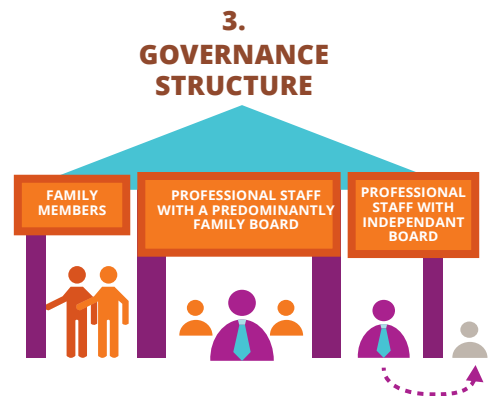 3.
GOVERNANCE
STRUCTURE
FAMILY
MEMBERS
PROFESSIONAL STAFF
WITH A PREDOMINANTLY
FAMILY BOARD
PROFESSIONAL
STAFF WITH
INDEPENDANT
BOARD